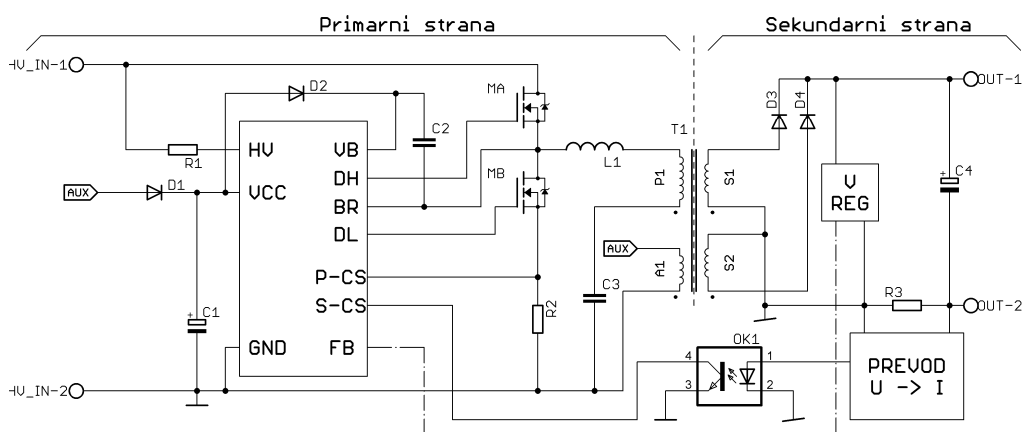 Primarni strana
Sekundarni strana
HV_IN-1
D2
MA
C2
R1
HV
VB
DH
BR
DL
P-CS
S-CS
FB
VCC
GND
AUX
D1
C1
MB
L1
T1
P1
A1
AUX
C3
R2
S1
S2
D3
D4
OUT-1
V
REG
C4
R3
OUT-2
OK1
4
3
1
2
PREVOD
U -> I
HV_IN-2